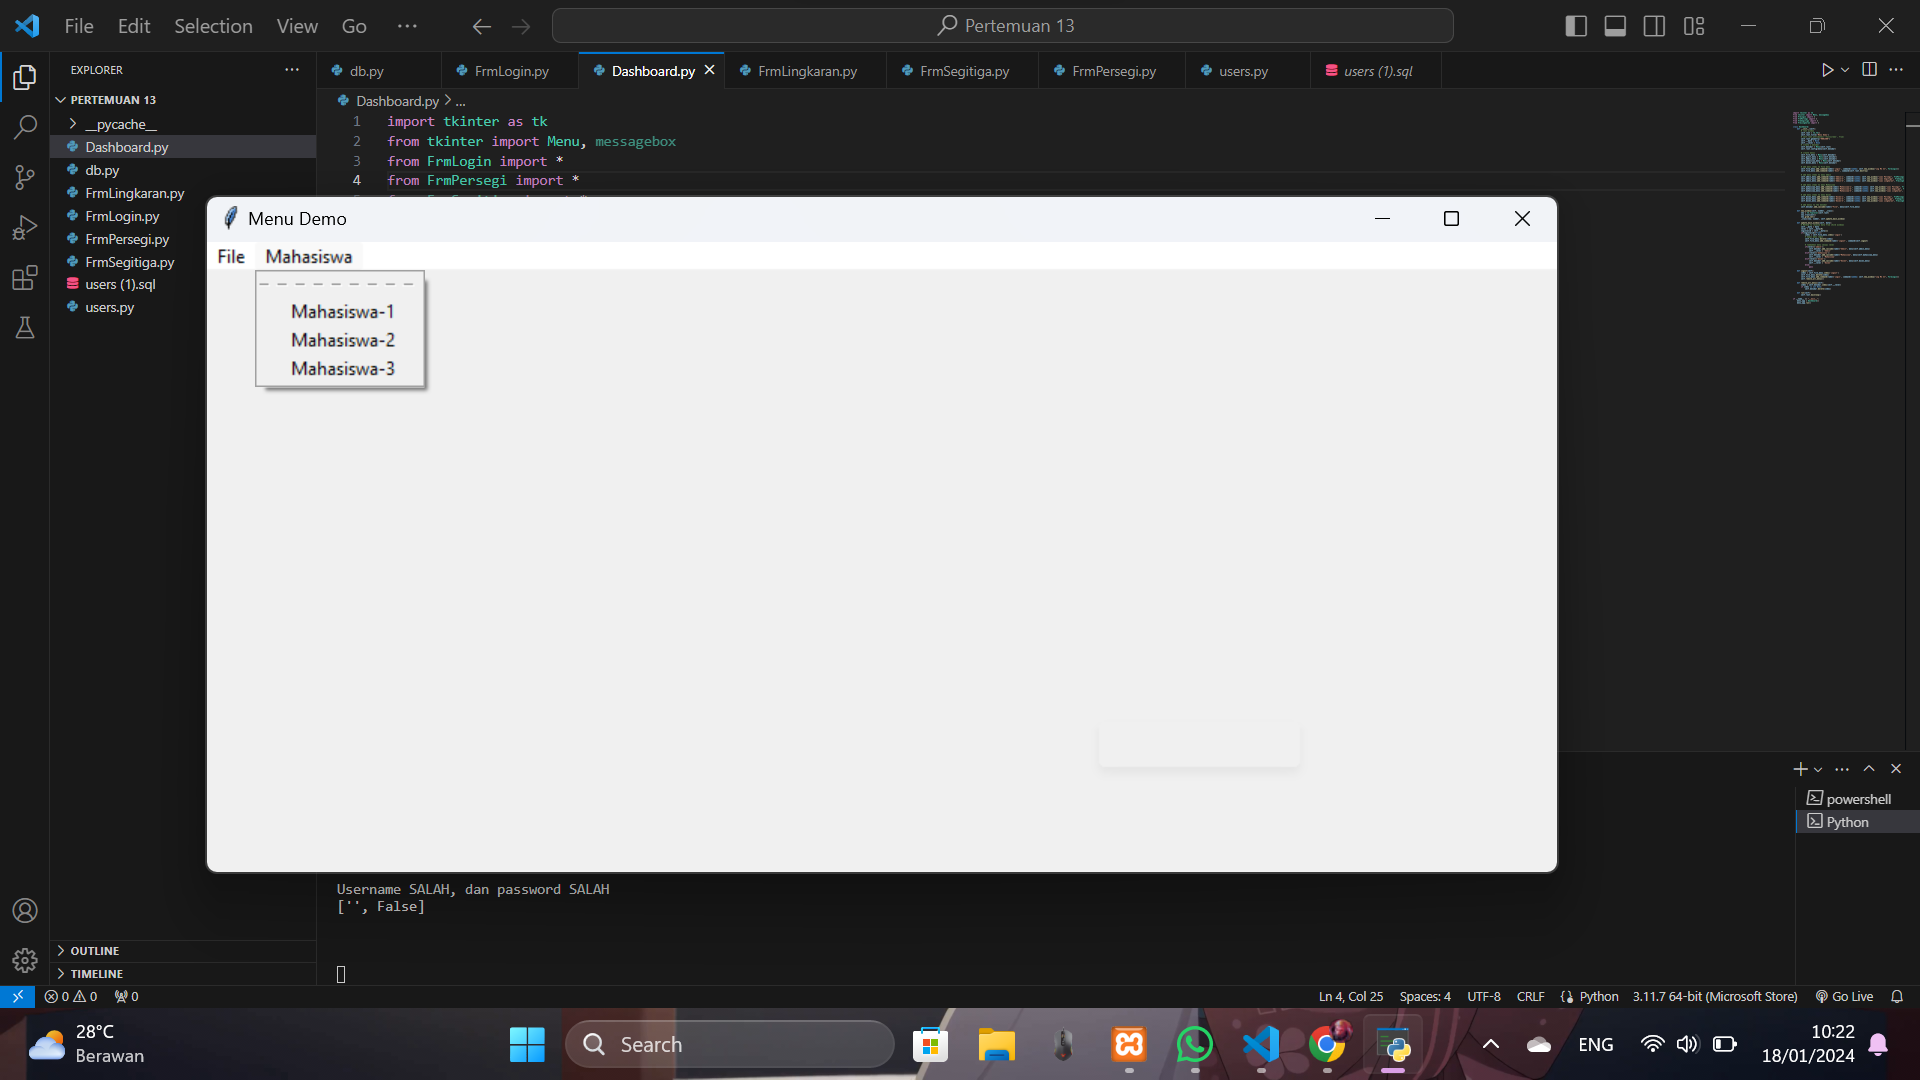 File Edit Selection View Go ···
Pertemuan 13
EXPLORER ···
db.py FrmLogin.py Dashboard.py FrmLingkaran.py FrmSegitiga.py FrmPersegi.py users.py users (1).sql
PERTEMUAN 13
Dashboard.py > ...
__pycache__
Dashboard.py
db.py
FrmLingkaran.py
FrmLogin.py
FrmPersegi.py
FrmSegitiga.py
users (1).sql
users.py
1 import tkinter as tk
2 from tkinter import Menu, messagebox
3 from FrmLogin import *
4 from FrmPersegi import *
Menu Demo
File Mahasiswa
Mahasiswa-1
Mahasiswa-2
Mahasiswa-3
powershell
Python
Username SALAH, dan password SALAH
['', False]
OUTLINE
TIMELINE
0 0 0
Ln 4, Col 25 Spaces: 4 UTF-8 CRLF Python 3.11.7 64-bit (Microsoft Store) Go Live
28°C
Berawan
Search
ENG
10:22
18/01/2024